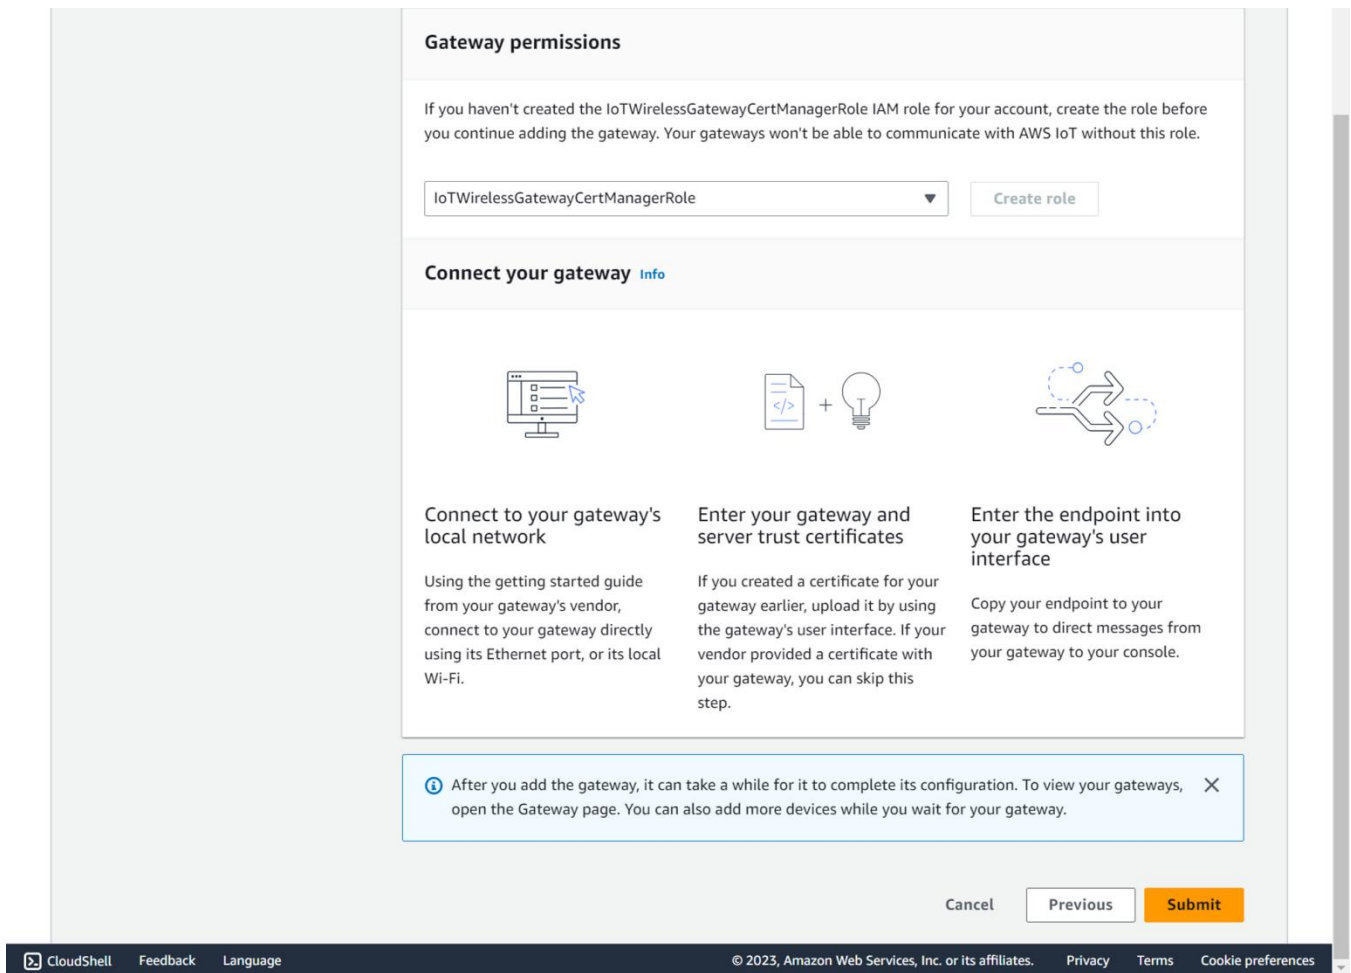 Gateway permissions
If you haven't created the IoTWirelessGatewayCertManagerRole IAM role for your account, create the role before
you continue adding the gateway. Your gateways won't be able to communicate with AWS IoT without this role.
IoTWirelessGatewayCertManagerRole
Create role
Connect your gateway Info
</>
+
Connect to your gateway's
local network
Using the getting started guide
from your gateway's vendor,
connect to your gateway directly
using its Ethernet port, or its local
Wi-Fi.
Enter your gateway and
server trust certificates
If you created a certificate for your
gateway earlier, upload it by using
the gateway's user interface. If your
vendor provided a certificate with
your gateway, you can skip this
step.
Enter the endpoint into
your gateway's user
interface
Copy your endpoint to your
gateway to direct messages from
your gateway to your console.
After you add the gateway, it can take a while for it to complete its configuration. To view your gateways,
open the Gateway page. You can also add more devices while you wait for your gateway.
Cancel
Previous
Submit
CloudShell Feedback Language © 2023, Amazon Web Services, Inc. or its affiliates. Privacy Terms Cookie preferences